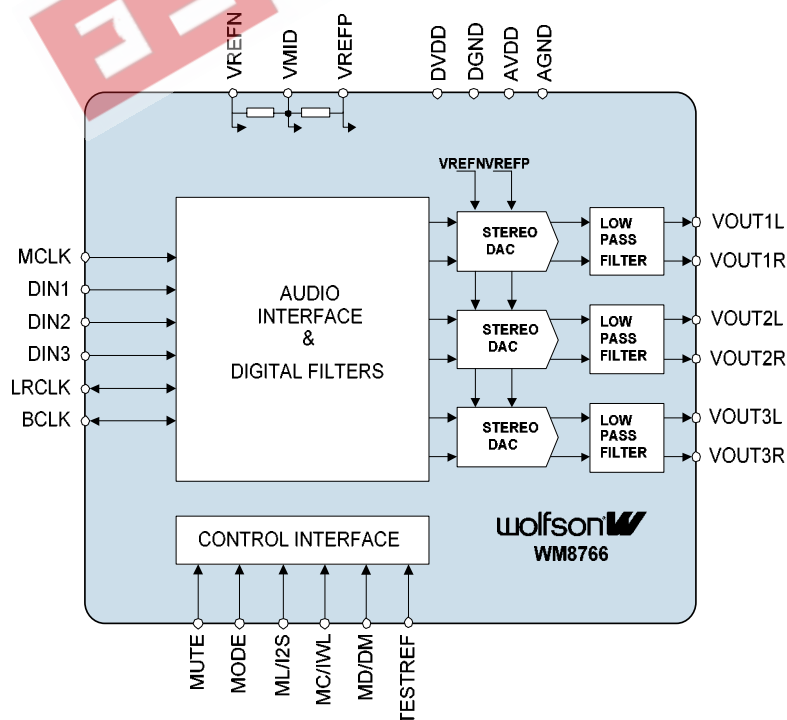 VREFN
VMID
VREFP
DVDD
DGND
AVDD
AGND
VREFNVREFP
MCLK
DIN1
DIN2
DIN3
LRCLK
BCLK
AUDIO
INTERFACE
&
DIGITAL FILTERS
STEREO
DAC
LOW
PASS
FILTER
VOUT1L
VOUT1R
STEREO
DAC
LOW
PASS
FILTER
VOUT2L
VOUT2R
STEREO
DAC
LOW
PASS
FILTER
VOUT3L
VOUT3R
CONTROL INTERFACE
wolfson
WM8766
MUTE
MODE
ML/I2S
MC/IWL
MD/DM
TESTREF